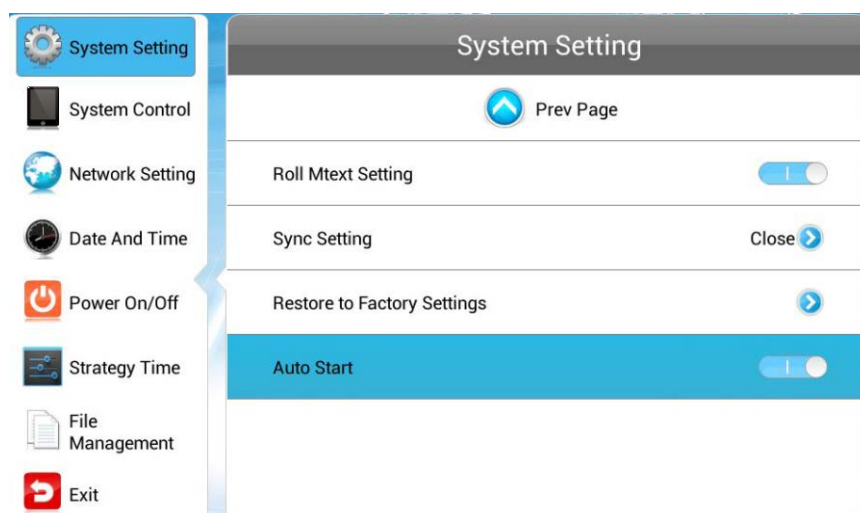 System Setting
System Control
Network Setting
Date And Time
Power On/Off
Strategy Time
File
Management
Exit
System Setting
Prev Page
Roll Mtext Setting
Sync Setting
Close
Restore to Factory Settings
Auto Start